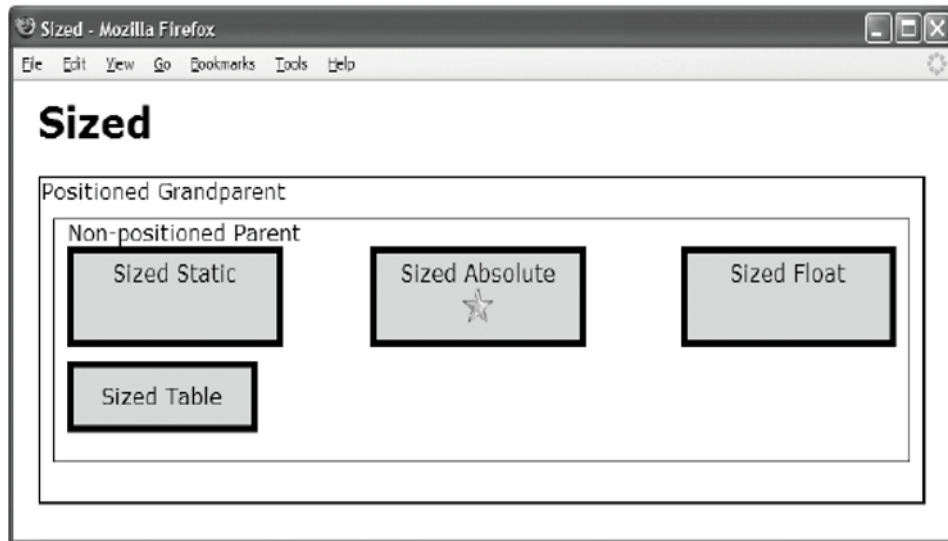 Sized - Mozilla Firefox
File Edit View Go Bookmarks Tools Help
Sized
Positioned Grandparent
Non-positioned Parent
Sized Static
Sized Absolute
Sized Float
Sized Table